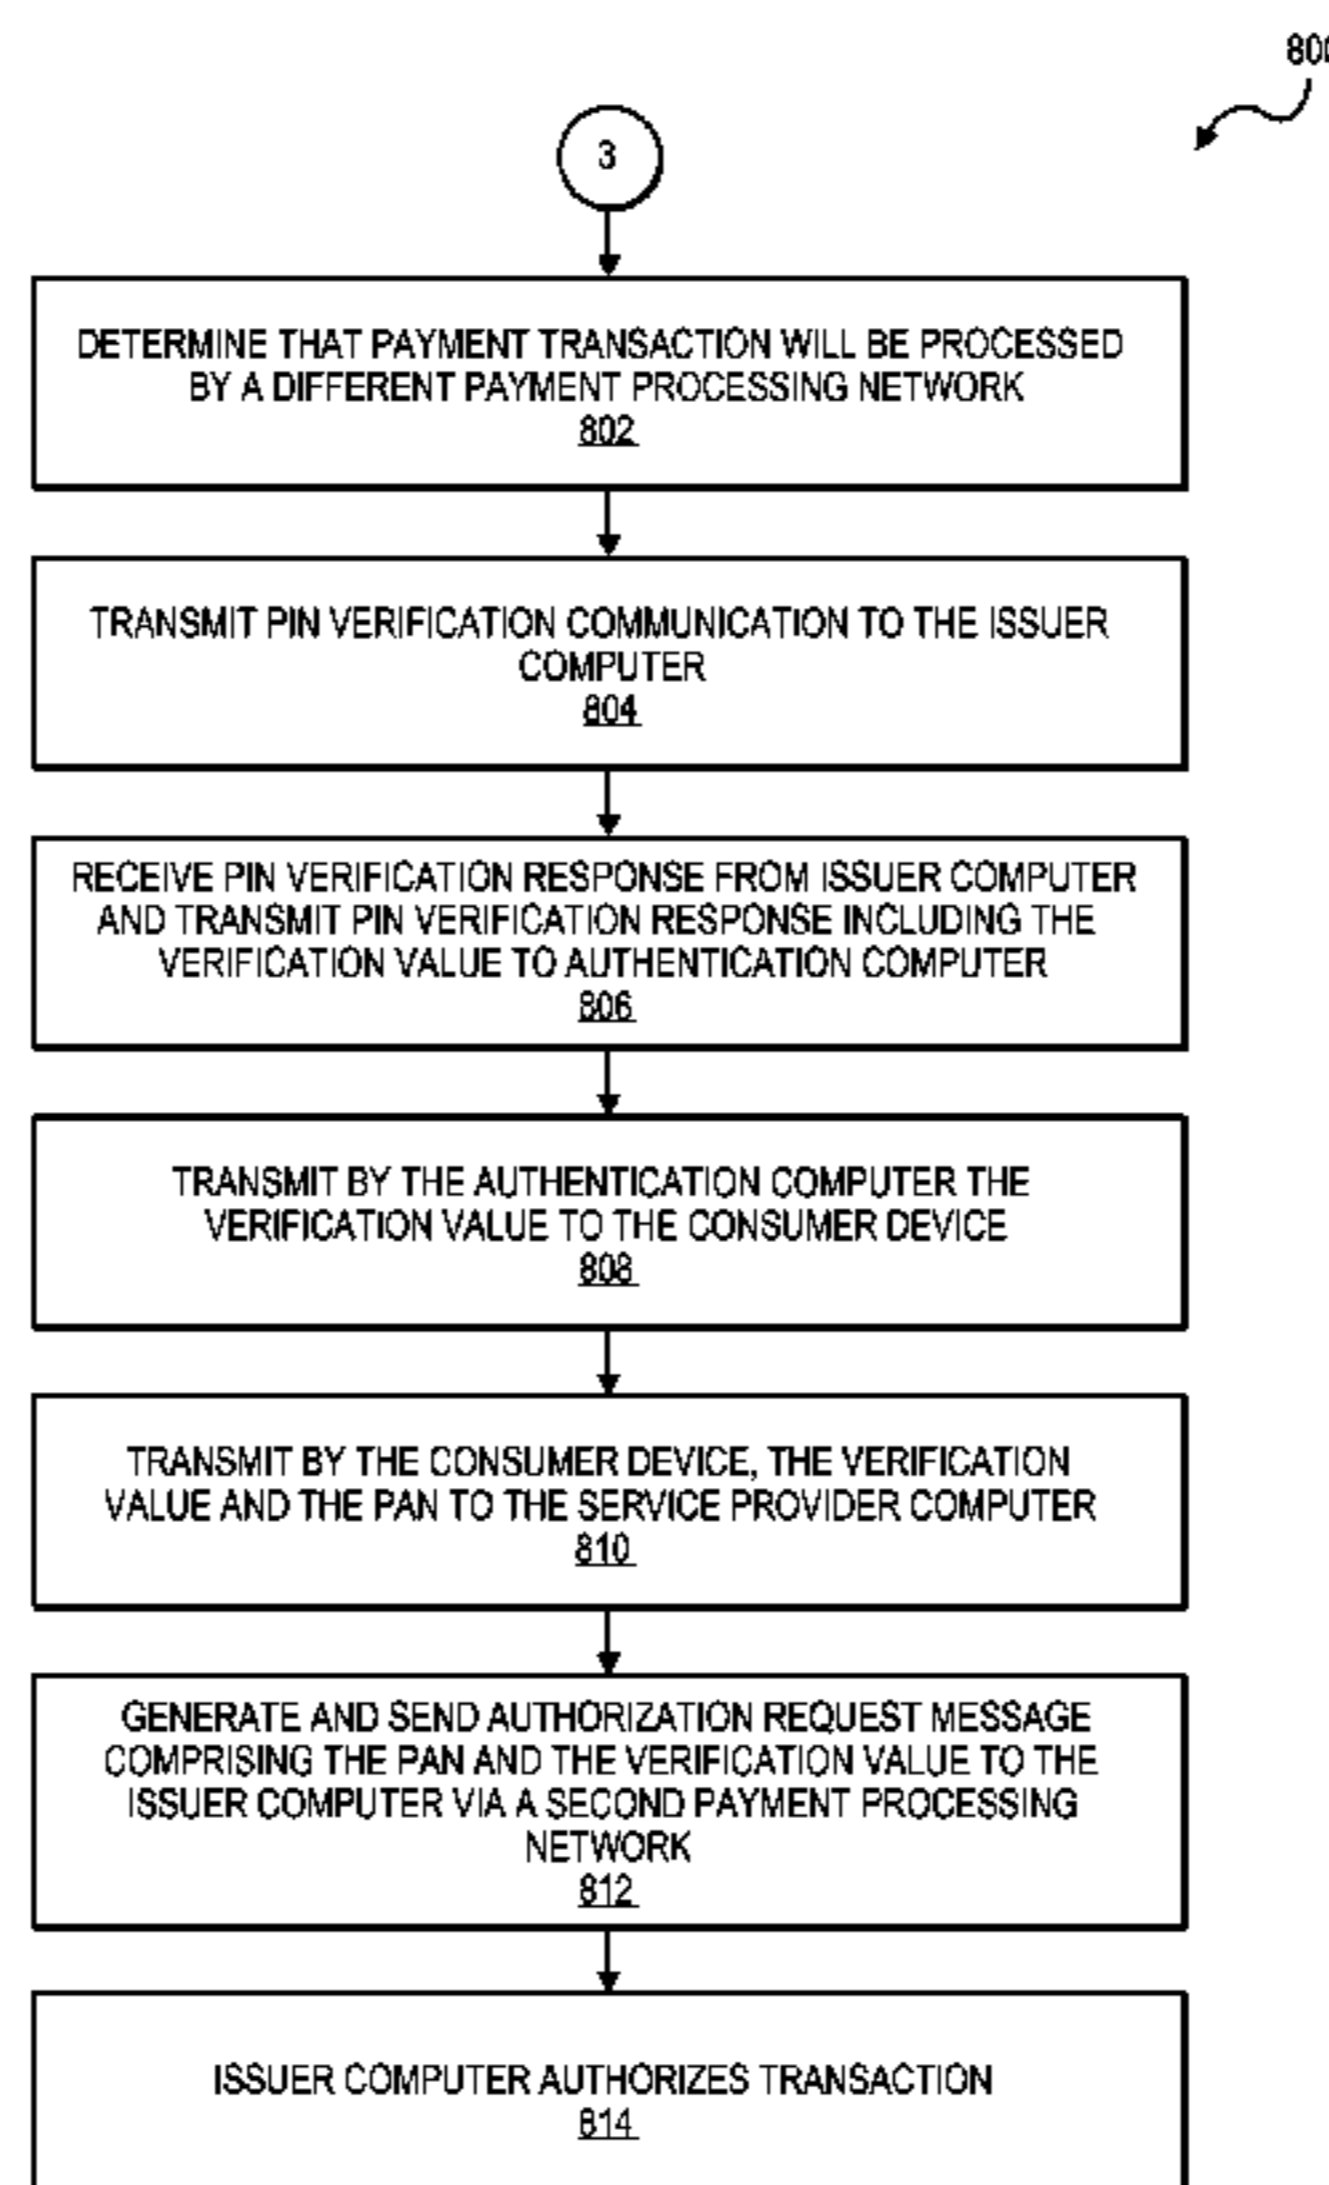 800
3
DETERMINE THAT PAYMENT TRANSACTION WILL BE PROCESSED
BY A DIFFERENT PAYMENT PROCESSING NETWORK
802
TRANSMIT PIN VERIFICATION COMMUNICATION TO THE ISSUER
COMPUTER
804
RECEIVE PIN VERIFICATION RESPONSE FROM ISSUER COMPUTER
AND TRANSMIT PIN VERIFICATION RESPONSE INCLUDING THE
VERIFICATION VALUE TO AUTHENTICATION COMPUTER
806
TRANSMIT BY THE AUTHENTICATION COMPUTER THE
VERIFICATION VALUE TO THE CONSUMER DEVICE
808
TRANSMIT BY THE CONSUMER DEVICE, THE VERIFICATION
VALUE AND THE PAN TO THE SERVICE PROVIDER COMPUTER
810
GENERATE AND SEND AUTHORIZATION REQUEST MESSAGE
COMPRISING THE PAN AND THE VERIFICATION VALUE TO THE
ISSUER COMPUTER VIA A SECOND PAYMENT PROCESSING
NETWORK
812
ISSUER COMPUTER AUTHORIZES TRANSACTION
814